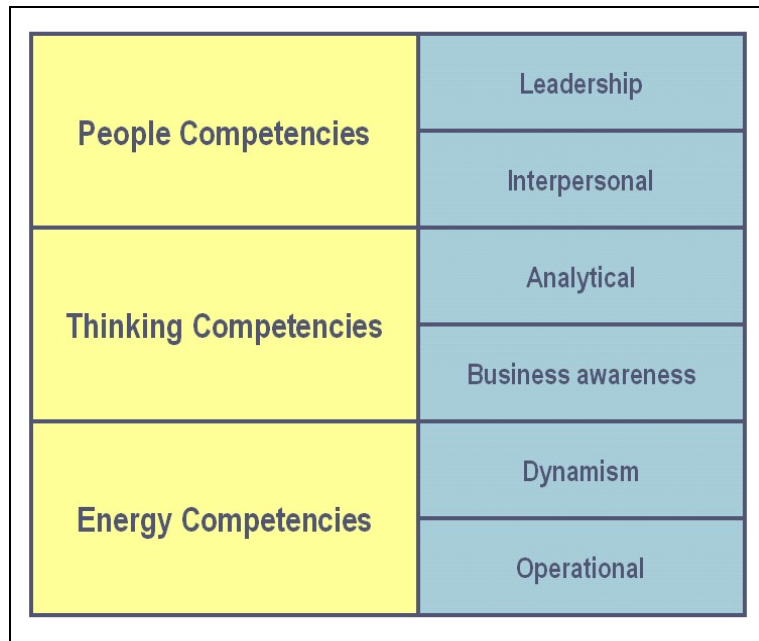 People Competencies
Leadership
Interpersonal
Thinking Competencies
Analytical
Business awareness
Energy Competencies
Dynamism
Operational